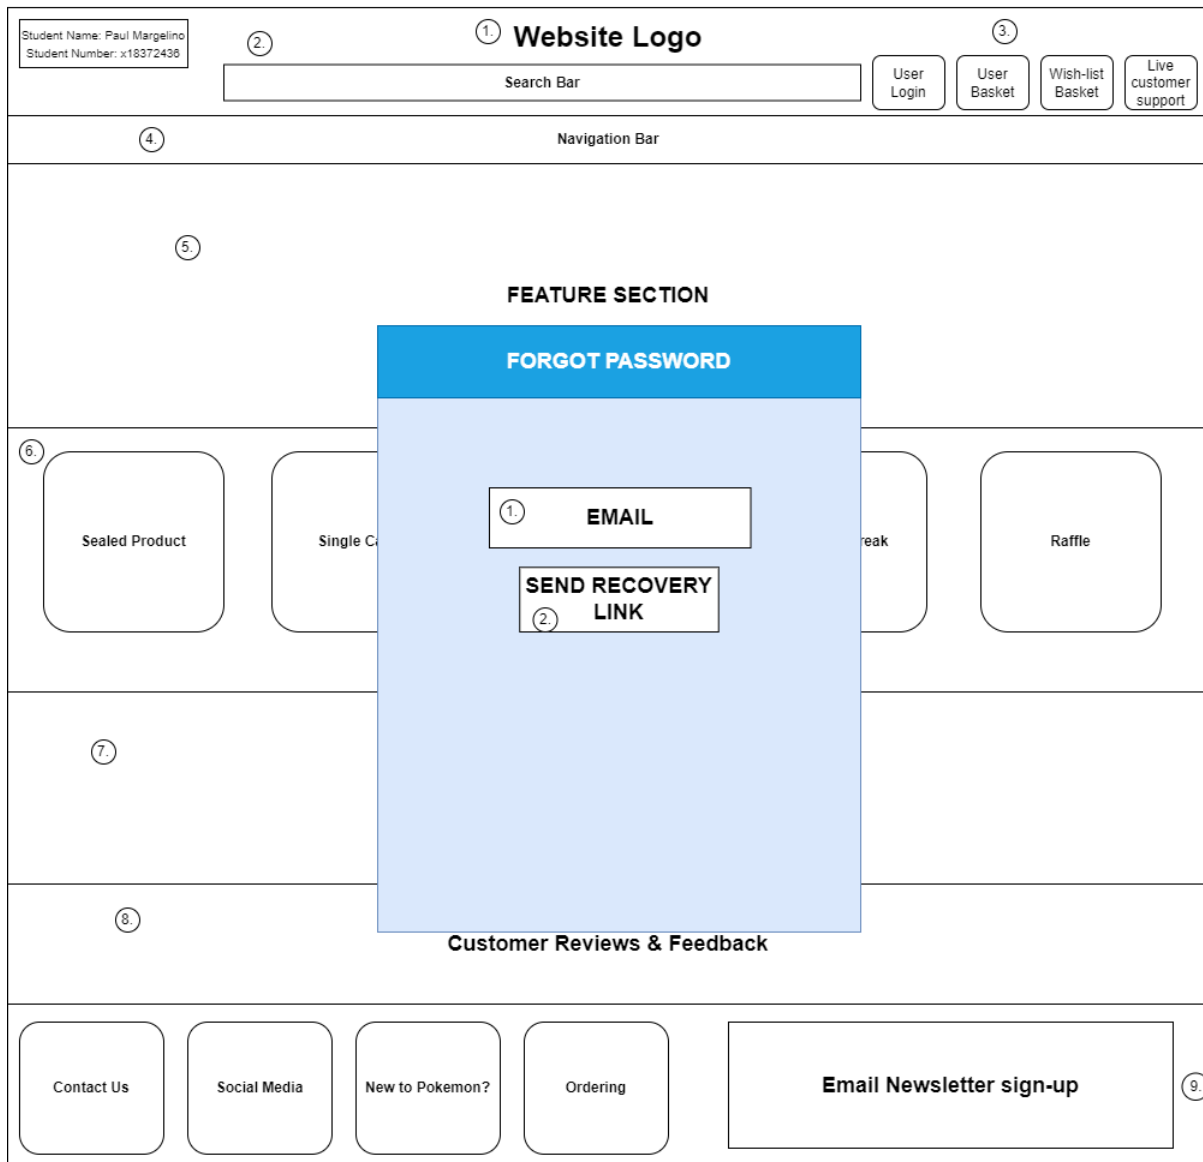 Student Name: Paul Margelino
Student Number: x18372436
1.
Website Logo
2.
3.
Search Bar
User
Login
User
Basket
Wish-list
Basket
Live
customer
support
4.
Navigation Bar
5.
FEATURE SECTION
FORGOT PASSWORD
6.
Sealed Product
Single Ca
reak
Raffle
1.
EMAIL
SEND RECOVERY
LINK
2.
7.
8.
Customer Reviews & Feedback
Contact Us
Social Media
New to Pokemon?
Ordering
Email Newsletter sign-up
9.